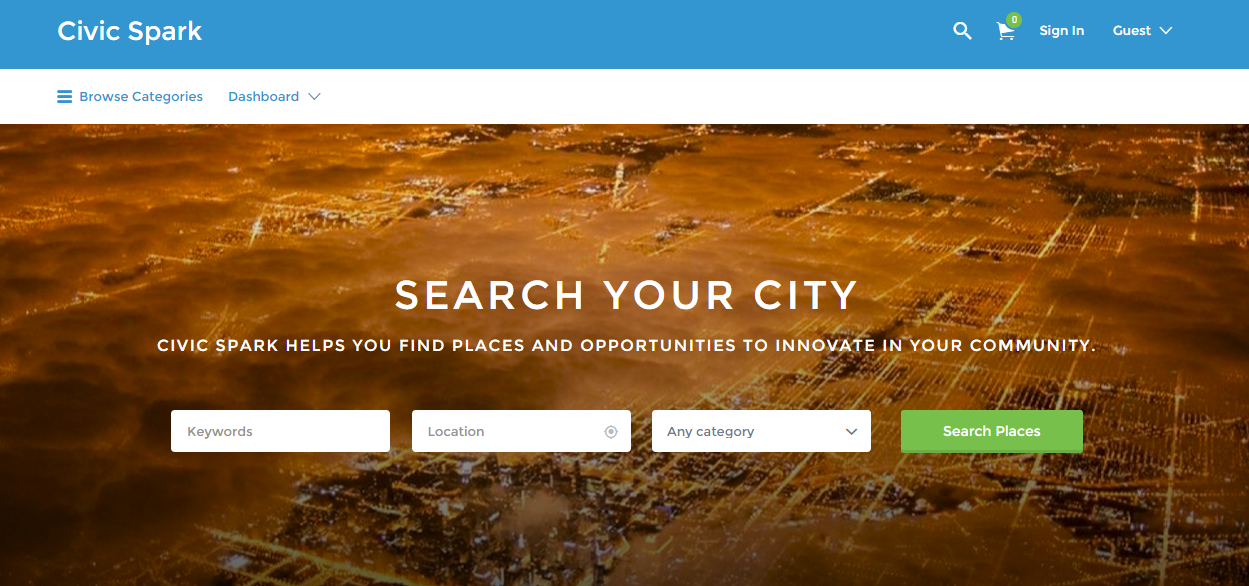 Civic Spark
0
Sign In
Guest
Browse Categories
Dashboard
SEARCH YOUR CITY
CIVIC SPARK HELPS YOU FIND PLACES AND OPPORTUNITIES TO INNOVATE IN YOUR COMMUNITY.
Keywords
Location
Any category
Search Places